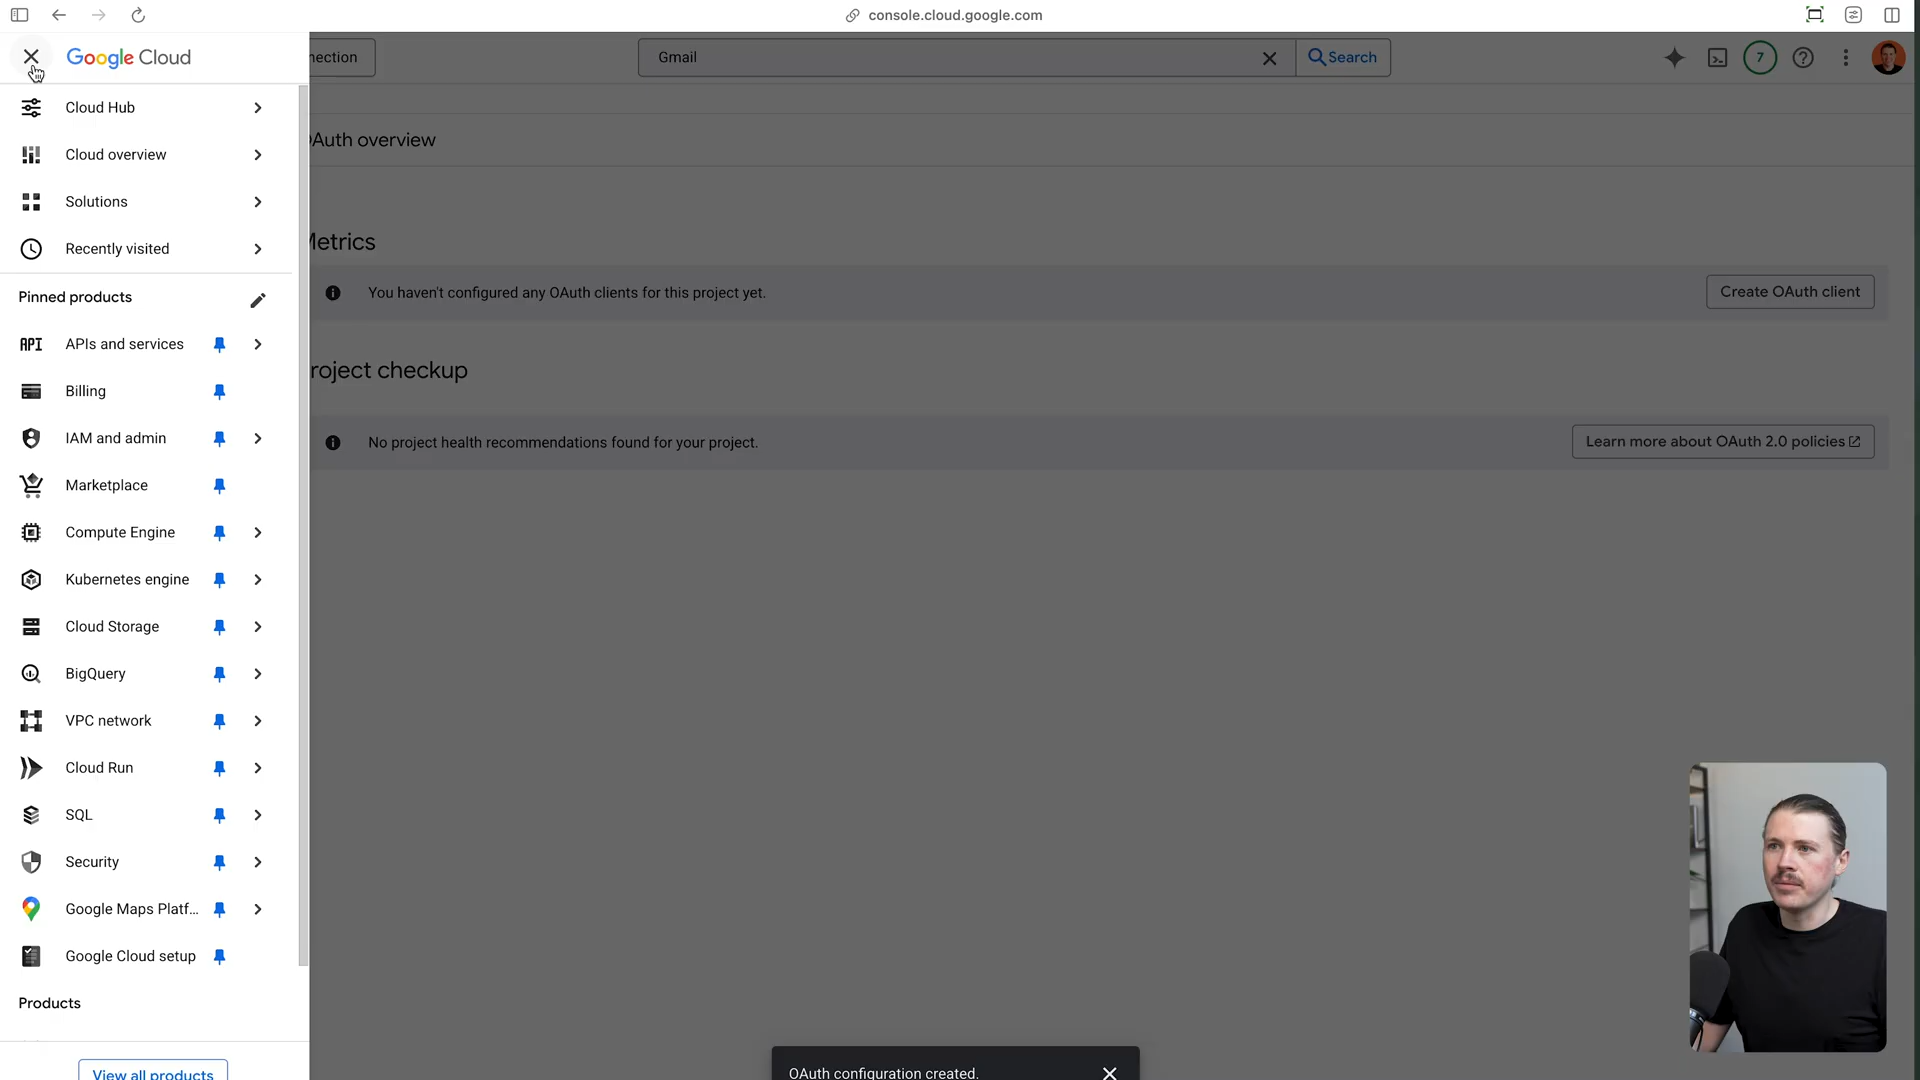 console.cloud.google.com
Google Cloud
nection
Gmail
Search
7
Cloud Hub
Cloud overview
Solutions
Recently visited
Pinned products
API APIs and services
Billing
IAM and admin
Marketplace
Compute Engine
Kubernetes engine
Cloud Storage
BigQuery
VPC network
Cloud Run
SQL
Security
Google Maps Platf...
Google Cloud setup
Products
View all products
OAuth overview
Metrics
You haven't configured any OAuth clients for this project yet.
Create OAuth client
roject checkup
No project health recommendations found for your project.
Learn more about OAuth 2.0 policies
OAuth configuration created.